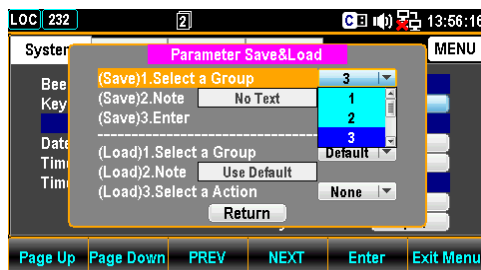 LOC 232 2 C 13:56:16
System MENU
Parameter Save&Load
(Save)1.Select a Group 3
1
2
3
(Save)2.Note No Text
(Save)3.Enter
--------------------------------
(Load)1.Select a Group Default
(Load)2.Note Use Default
(Load)3.Select a Action None
Return
Bee
Key
Date
Time
Time
Page Up Page Down PREV NEXT Enter Exit Menu